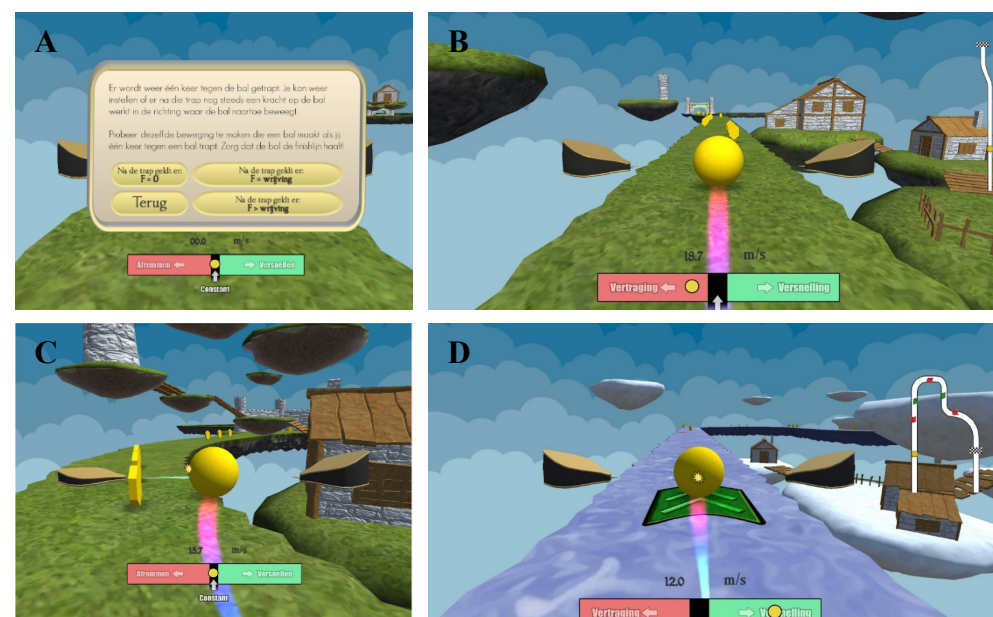 A
Er wordt weer één keer tegen de bal getrapt. Je kan weer
instellen of er na die trap nog steeds een kracht op de bal
werkt in de richting waar de bal naartoe beweegt.
Probeer diezelfde beweging te maken die een bal maakt als jij
één keer tegen een bal trapt. Zorg dat de bal de finishlijn haalt!
Na de trap geldt er:
F = 0
Na de trap geldt er:
F = wrijving
Terug
Na de trap geldt er:
F > wrijving
00.0 m/s
Afremmen
Versnellen
Constant
B
18.7 m/s
Vertraging
Versnelling
C
15.7 m/s
Afremmen
Versnellen
Constant
D
12.0 m/s
Vertraging
Versnelling